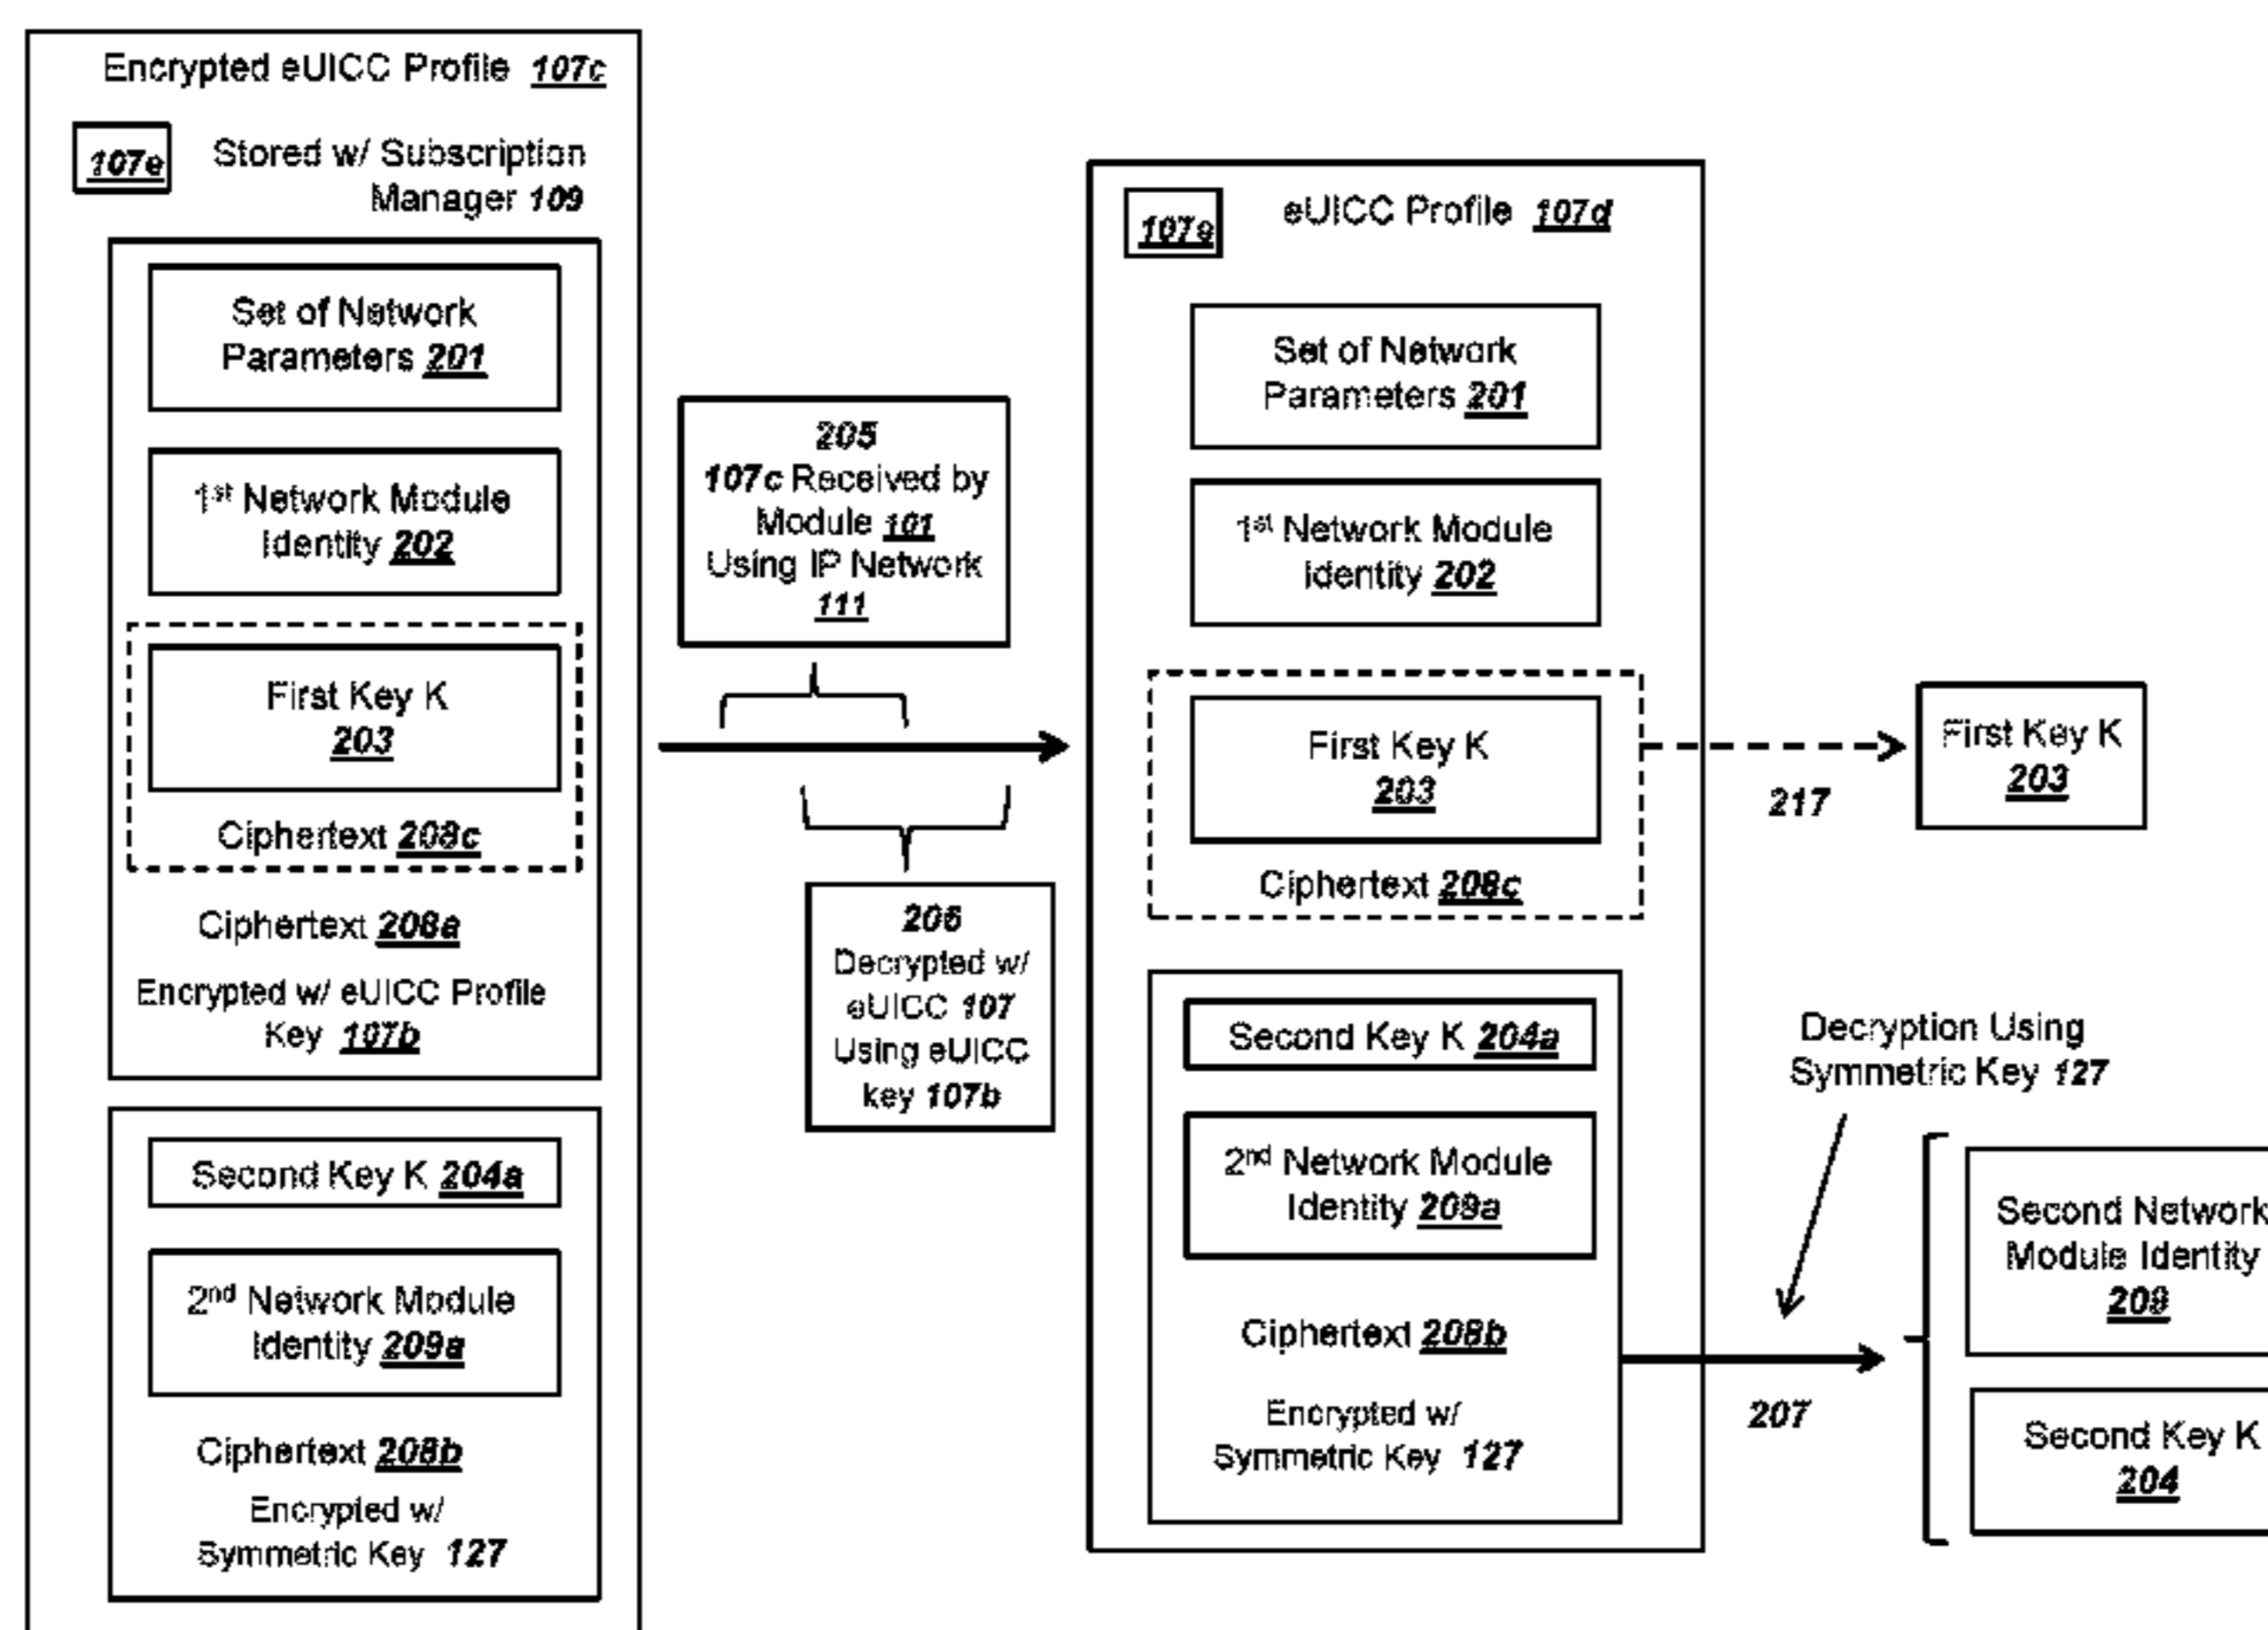 Encrypted eUICC Profile 107c
107e
Stored w/ Subscription
Manager 109
Set of Network
Parameters 201
1st Network Module
Identity 202
First Key K
203
Ciphertext 208c
Ciphertext 208a
Encrypted w/ eUICC Profile
Key 107b
Second Key K 204a
2nd Network Module
Identity 209a
Ciphertext 208b
Encrypted w/
Symmetric Key 127
205
107c Received by
Module 101
Using IP Network
111
206
Decrypted w/
eUICC 107
Using eUICC
key 107b
107e
eUICC Profile 107d
Set of Network
Parameters 201
1st Network Module
Identity 202
First Key K
203
Ciphertext 208c
Second Key K 204a
2nd Network Module
Identity 209a
Ciphertext 208b
Encrypted w/
Symmetric Key 127
217
First Key K
203
Decryption Using
Symmetric Key 127
207
Second Network
Module Identity
209
Second Key K
204